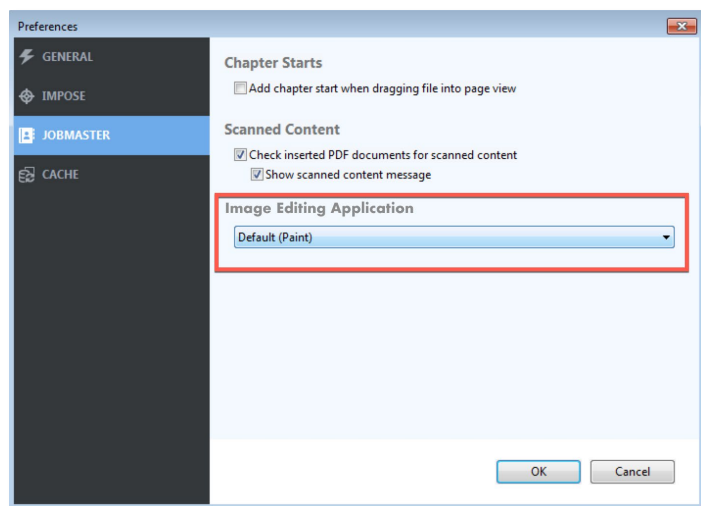 Preferences
GENERAL
IMPOSE
JOBMASTER
CACHE
Chapter Starts
Add chapter start when dragging file into page view
Scanned Content
Check inserted PDF documents for scanned content
Show scanned content message
Image Editing Application
Default (Paint)
OK
Cancel